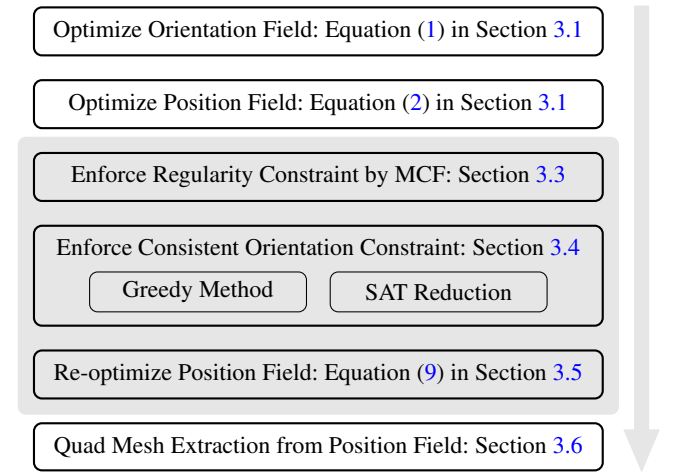 Optimize Orientation Field: Equation (1) in Section 3.1
Optimize Position Field: Equation (2) in Section 3.1
Enforce Regularity Constraint by MCF: Section 3.3
Enforce Consistent Orientation Constraint: Section 3.4
Greedy Method
SAT Reduction
Re-optimize Position Field: Equation (9) in Section 3.5
Quad Mesh Extraction from Position Field: Section 3.6